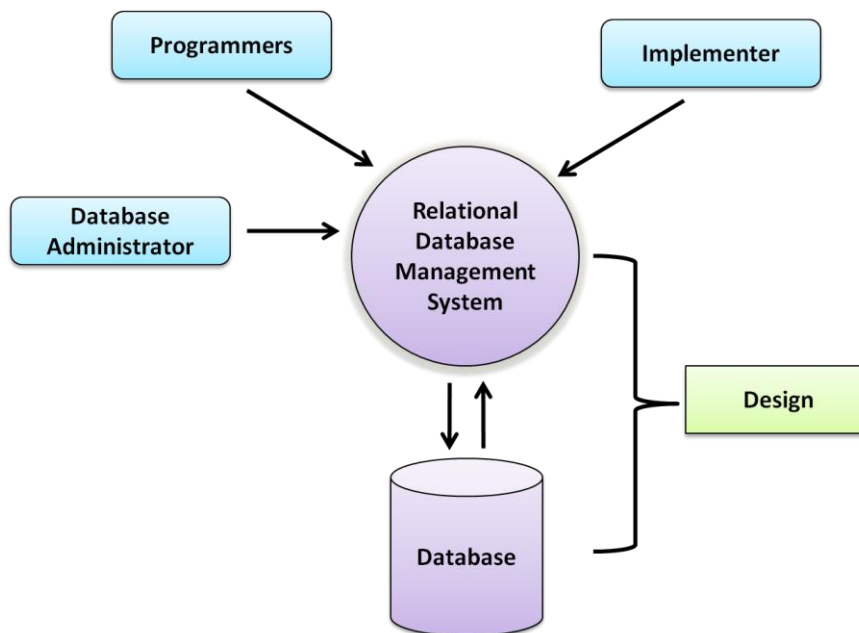 Programmers
Implementer
Database
Administrator
Relational
Database
Management
System
Design
Database